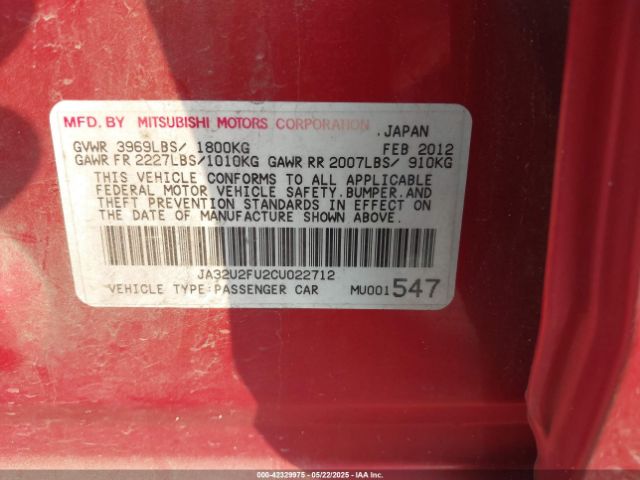 MFD. BY MITSUBISHI MOTORS CORPORATION , JAPAN
GVWR 3969LBS/ 1800KG FEB 2012
GAWR FR 2227LBS/1010KG GAWR RR 2007LBS/ 910KG
THIS VEHICLE CONFORMS TO ALL APPLICABLE
FEDERAL MOTOR VEHICLE SAFETY,BUMPER,AND
THEFT PREVENTION STANDARDS IN EFFECT ON
THE DATE OF MANUFACTURE SHOWN ABOVE.
JA32U2FU2CU022712
VEHICLE TYPE:PASSENGER CAR MU001547
000-42329975 - 05/22/2025 - IAAI.COM